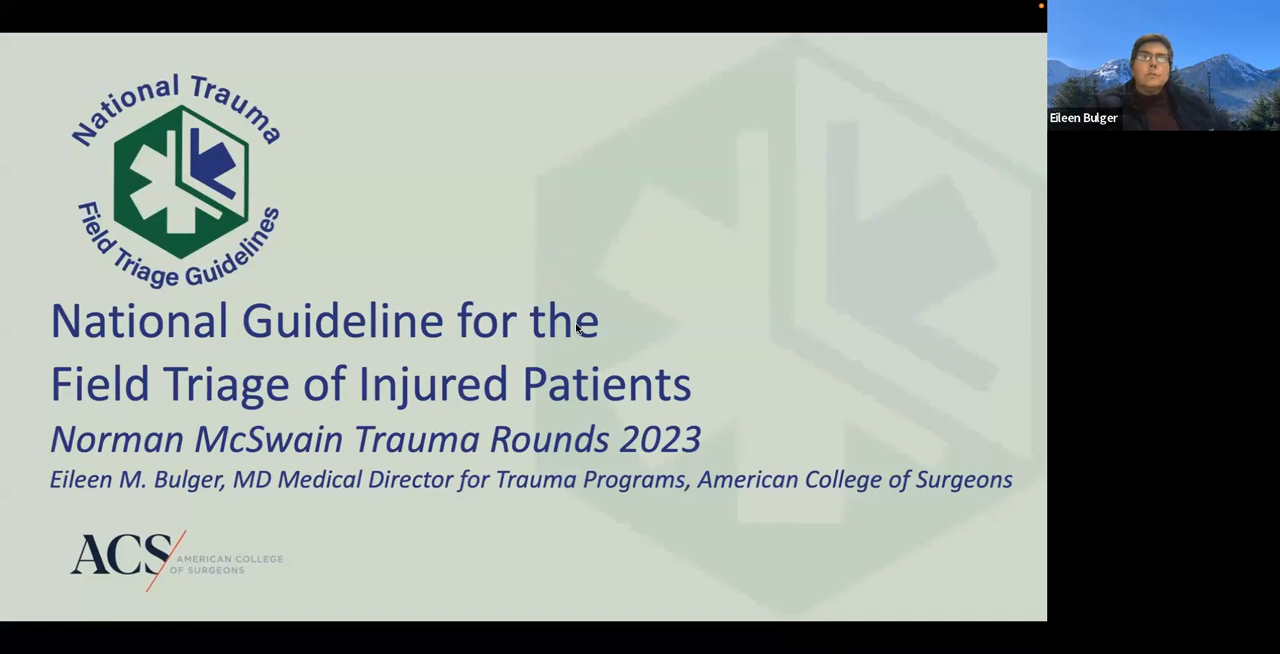 National Trauma
Field Triage Guidelines
National Guideline for the
Field Triage of Injured Patients
Norman McSwain Trauma Rounds 2023
Eileen M. Bulger, MD Medical Director for Trauma Programs, American College of Surgeons
ACS AMERICAN COLLEGE
OF SURGEONS
Eileen Bulger